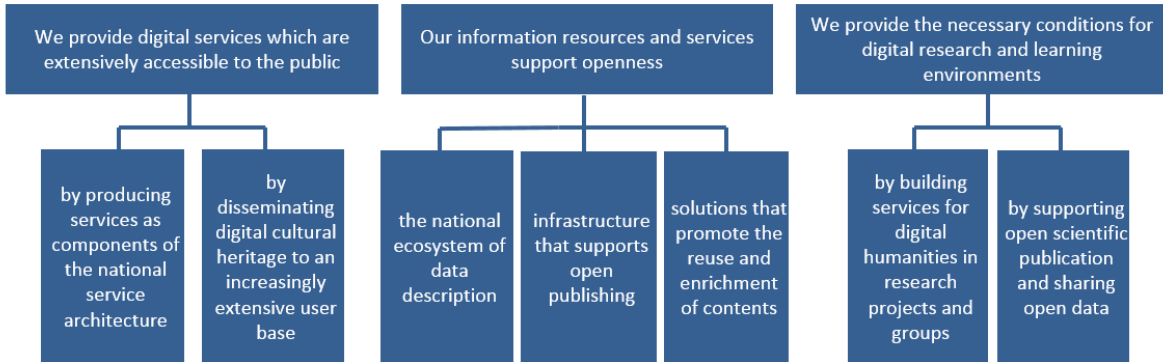 We provide digital services which are
extensively accessible to the public
by producing
services as
components of
the national
service
architecture
by
disseminating
digital cultural
heritage to an
increasingly
extensive user
base
Our information resources and services
support openness
the national
ecosystem of
data
description
infrastructure
that supports
open
publishing
solutions that
promote the
reuse and
enrichment
of contents
We provide the necessary conditions for
digital research and learning
environments
by building
services for
digital
humanities in
research
projects and
groups
by supporting
open scientific
publication
and sharing
open data